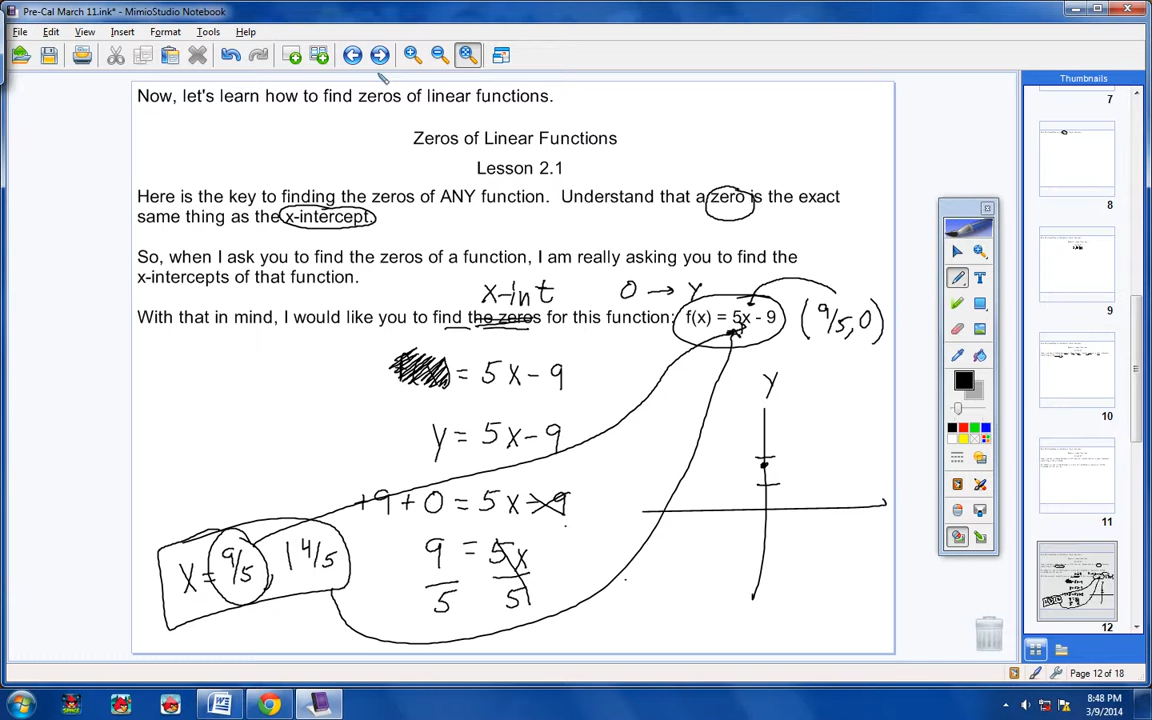 Pre-Cal March 11.ink* - MimioStudio Notebook
File Edit View Insert Format Tools Help
Now, let's learn how to find zeros of linear functions.
Zeros of Linear Functions
Lesson 2.1
Here is the key to finding the zeros of ANY function. Understand that a zero is the exact
same thing as the x-intercept.
So, when I ask you to find the zeros of a function, I am really asking you to find the
x-intercepts of that function.
x-int 0 → y
With that in mind, I would like you to find the zeros for this function: f(x) = 5x - 9 (9/5, 0)
= 5x - 9
y
y = 5x - 9
+9 + 0 = 5x - 9
9 = 5x
5 5
x = 9/5, 1 4/5
Thumbnails
7
8
9
10
11
12
Page 12 of 18
8:48 PM
3/9/2014